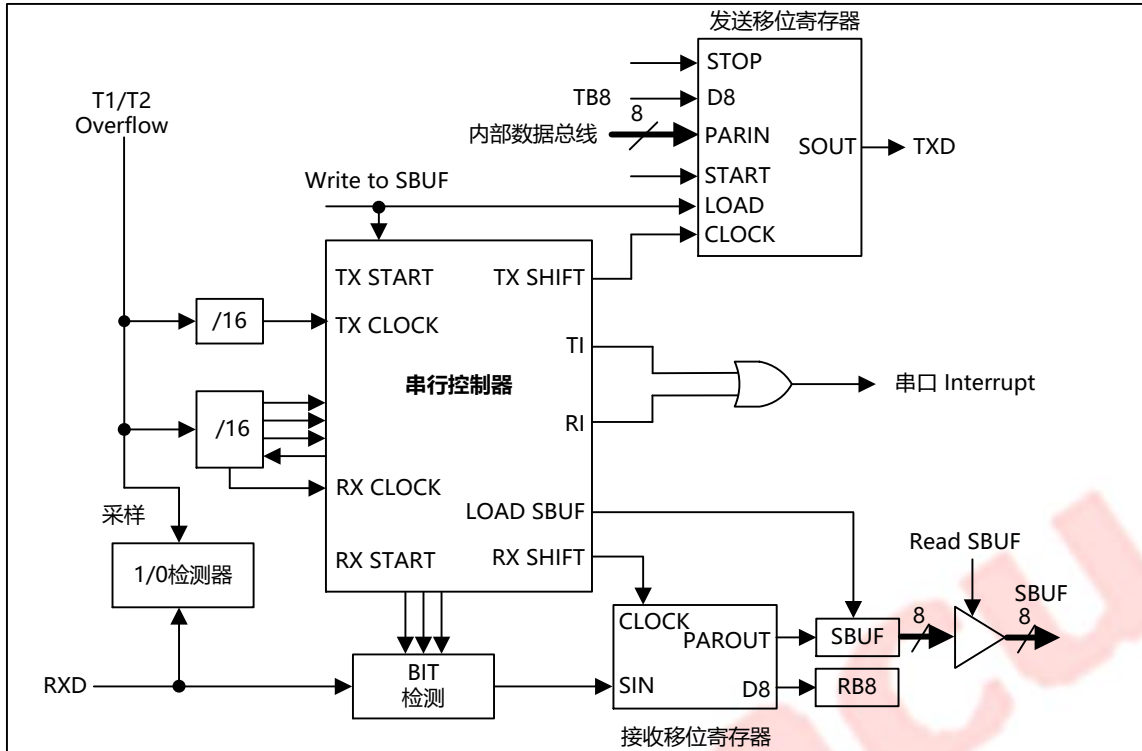 发送移位寄存器
STOP
TB8
D8
T1/T2
Overflow
8
内部数据总线
PARIN
SOUT
TXD
START
Write to SBUF
LOAD
CLOCK
TX START
TX SHIFT
/16
TX CLOCK
TI
串行控制器
串口 Interrupt
/16
RI
RX CLOCK
采样
LOAD SBUF
Read SBUF
1/0检测器
RX START
RX SHIFT
SBUF
CLOCK
PAROUT
SBUF
8
8
RXD
BIT
检测
SIN
D8
RB8
接收移位寄存器